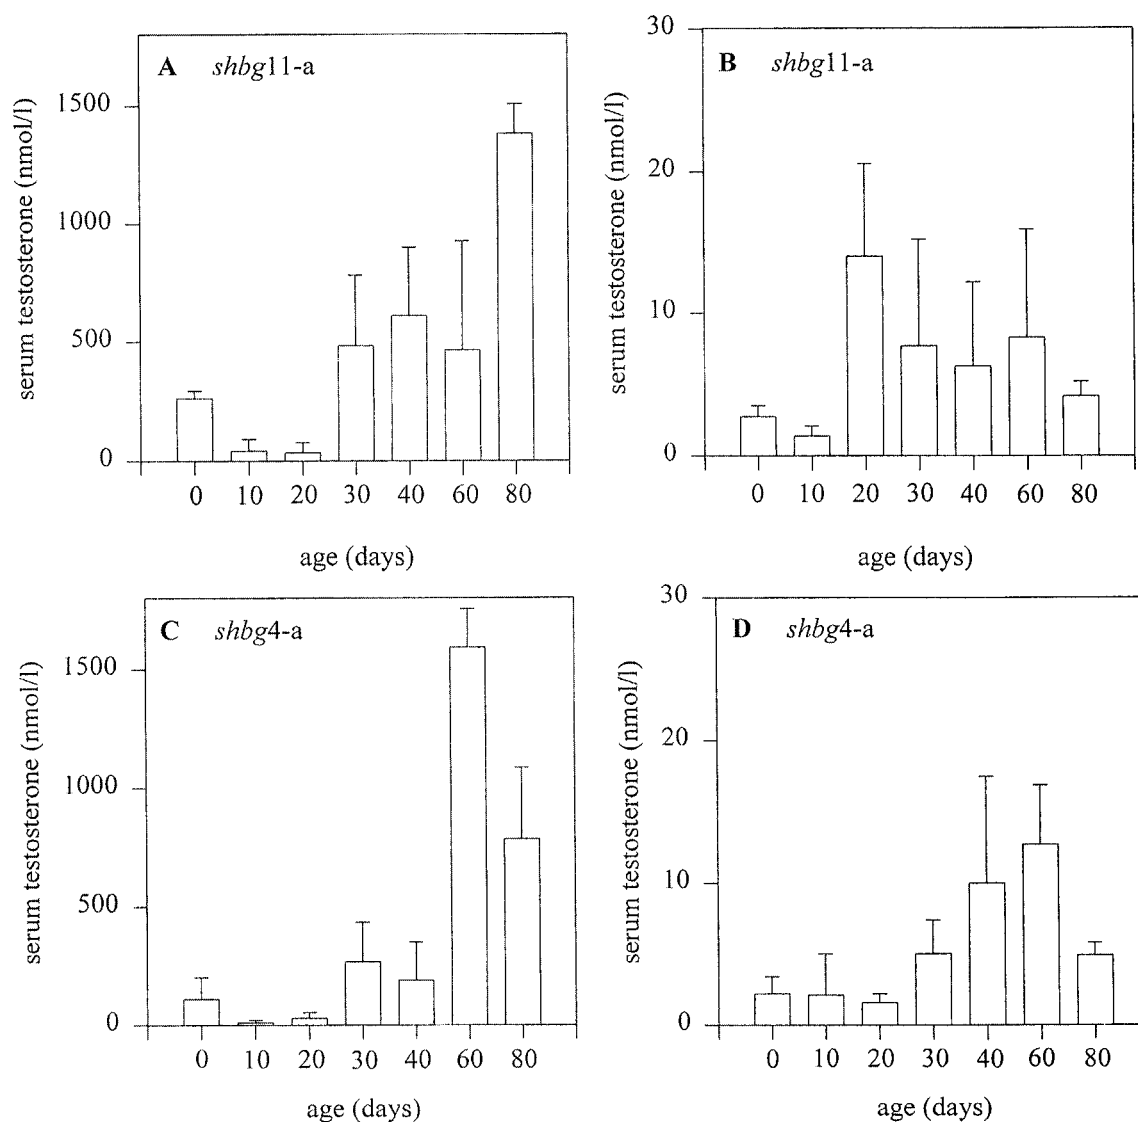 A shbg11-a
1500
1000
500
0
serum testosterone (nmol/l)
0 10 20 30 40 60 80
age (days)
B shbg11-a
30
20
10
0
serum testosterone (nmol/l)
0 10 20 30 40 60 80
age (days)
C shbg4-a
1500
1000
500
0
serum testosterone (nmol/l)
0 10 20 30 40 60 80
age (days)
D shbg4-a
30
20
10
0
serum testosterone (nmol/l)
0 10 20 30 40 60 80
age (days)